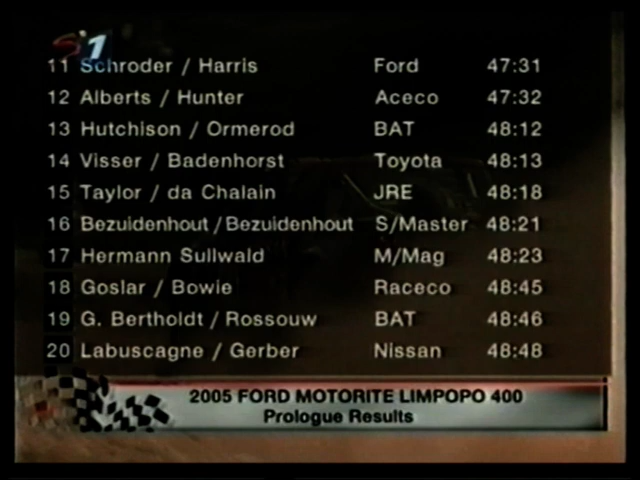 S 1
11 Schroder / Harris Ford 47:31
12 Alberts / Hunter Aceco 47:32
13 Hutchison / Ormerod BAT 48:12
14 Visser / Badenhorst Toyota 48:13
15 Taylor / da Chalain JRE 48:18
16 Bezuidenhout / Bezuidenhout S/Master 48:21
17 Hermann Sullwald M/Mag 48:23
18 Goslar / Bowie Raceco 48:45
19 G. Bertholdt / Rossouw BAT 48:46
20 Labuscagne / Gerber Nissan 48:48
2005 FORD MOTORITE LIMPOPO 400
Prologue Results